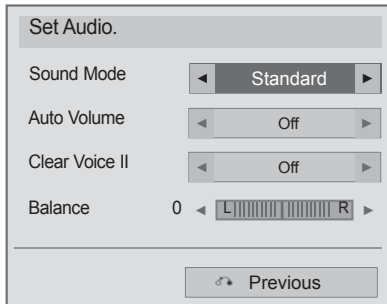 Set Audio.
Sound Mode ◄ Standard ►
Auto Volume ◄ Off ►
Clear Voice II ◄ Off ►
Balance 0 ◄ L R ►
Previous